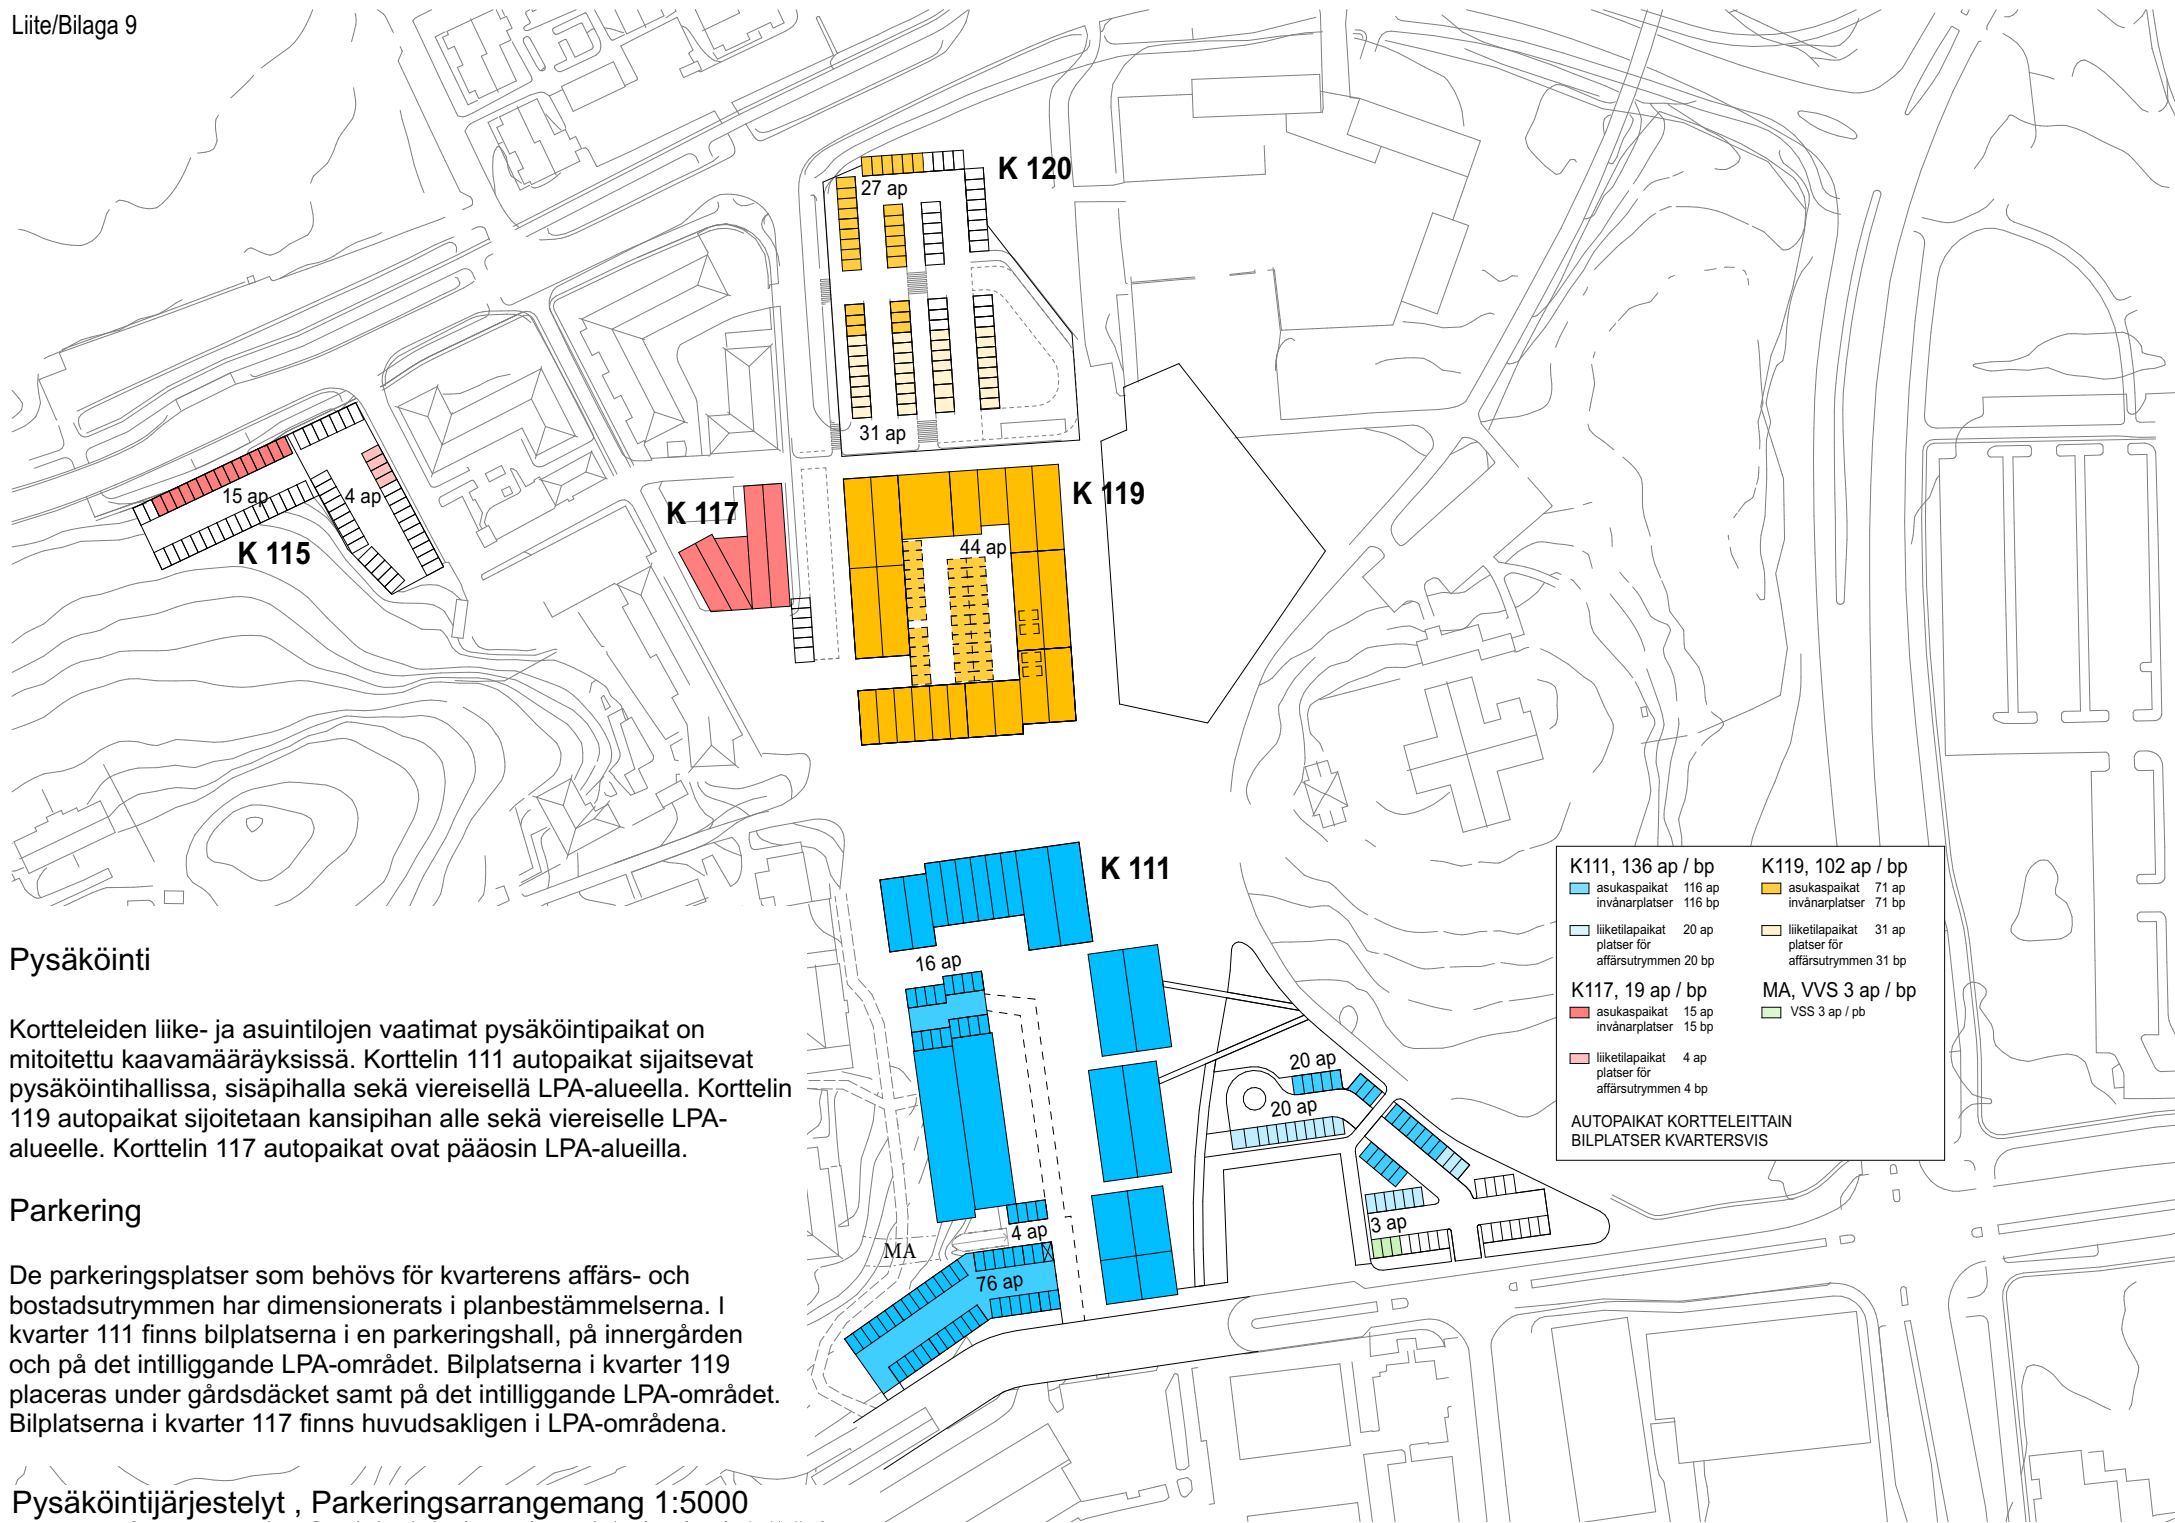 Liite/Bilaga 9
K 120
27 ap
31 ap
15 ap
4 ap
K 115
K 117
K 119
44 ap
K 111
16 ap
20 ap
20 ap
3 ap
4 ap
MA
76 ap
K111, 136 ap / bp
asukaspaikat 116 ap
invånarplatser 116 bp
liiketilapaikat 20 ap
platser för
affärsutrymmen 20 bp
K117, 19 ap / bp
asukaspaikat 15 ap
invånarplatser 15 bp
liiketilapaikat 4 ap
platser för
affärsutrymmen 4 bp
K119, 102 ap / bp
asukaspaikat 71 ap
invånarplatser 71 bp
liiketilapaikat 31 ap
platser för
affärsutrymmen 31 bp
MA, VVS 3 ap / bp
VSS 3 ap / pb
AUTOPAIKAT KORTTELEITTAIN
BILPLATSER KVARTERSVIS
Pysäköinti
Kortteleiden liike- ja asuintilojen vaatimat pysäköintipaikat on
mitoitettu kaavamääräyksissä. Korttelin 111 autopaikat sijaitsevat
pysäköintihallissa, sisäpihalla sekä viereisellä LPA-alueella. Korttelin
119 autopaikat sijoitetaan kansipihan alle sekä viereiselle LPA-
alueelle. Korttelin 117 autopaikat ovat pääosin LPA-alueilla.
Parkering
De parkeringsplatser som behövs för kvarterens affärs- och
bostadsutrymmen har dimensionerats i planbestämmelserna. I
kvarter 111 finns bilplatserna i en parkeringshall, på innergården
och på det intilliggande LPA-området. Bilplatserna i kvarter 119
placeras under gårdsdäcket samt på det intilliggande LPA-området.
Bilplatserna i kvarter 117 finns huvudsakligen i LPA-områdena.
Pysäköintijärjestelyt , Parkeringsarrangemang 1:5000